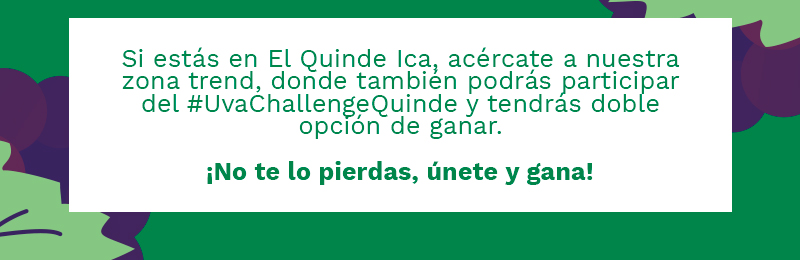 Si estás en El Quinde Ica, acércate a nuestra
zona trend, donde también podrás participar
del #UvaChallengeQuinde y tendrás doble
opción de ganar.
¡No te lo pierdas, únete y gana!